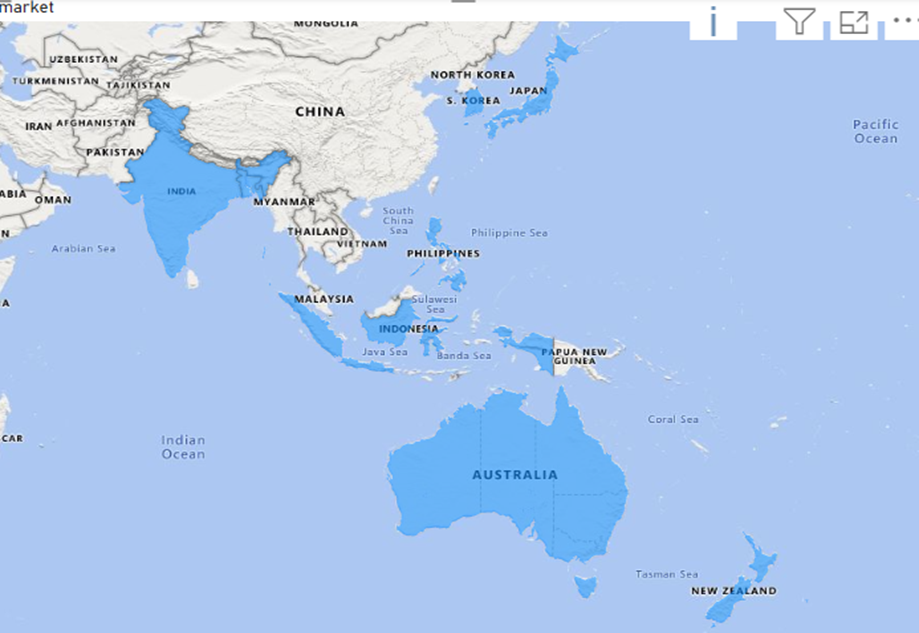 market
MONGOLIA
UZBEKISTAN
TURKMENISTAN
TAJIKISTAN
NORTH KOREA
JAPAN
S. KOREA
CHINA
IRAN
AFGHANISTAN
PAKISTAN
Pacific
Ocean
ABIA
OMAN
INDIA
MYANMAR
South
China
Sea
N
THAILAND
VIETNAM
Philippine Sea
Arabian Sea
PHILIPPINES
A
MALAYSIA
Sulawesi
Sea
INDONESIA
Java Sea
Banda Sea
PAPUA NEW
GUINEA
Coral Sea
CAR
Indian
Ocean
AUSTRALIA
Tasman Sea
NEW ZEALAND